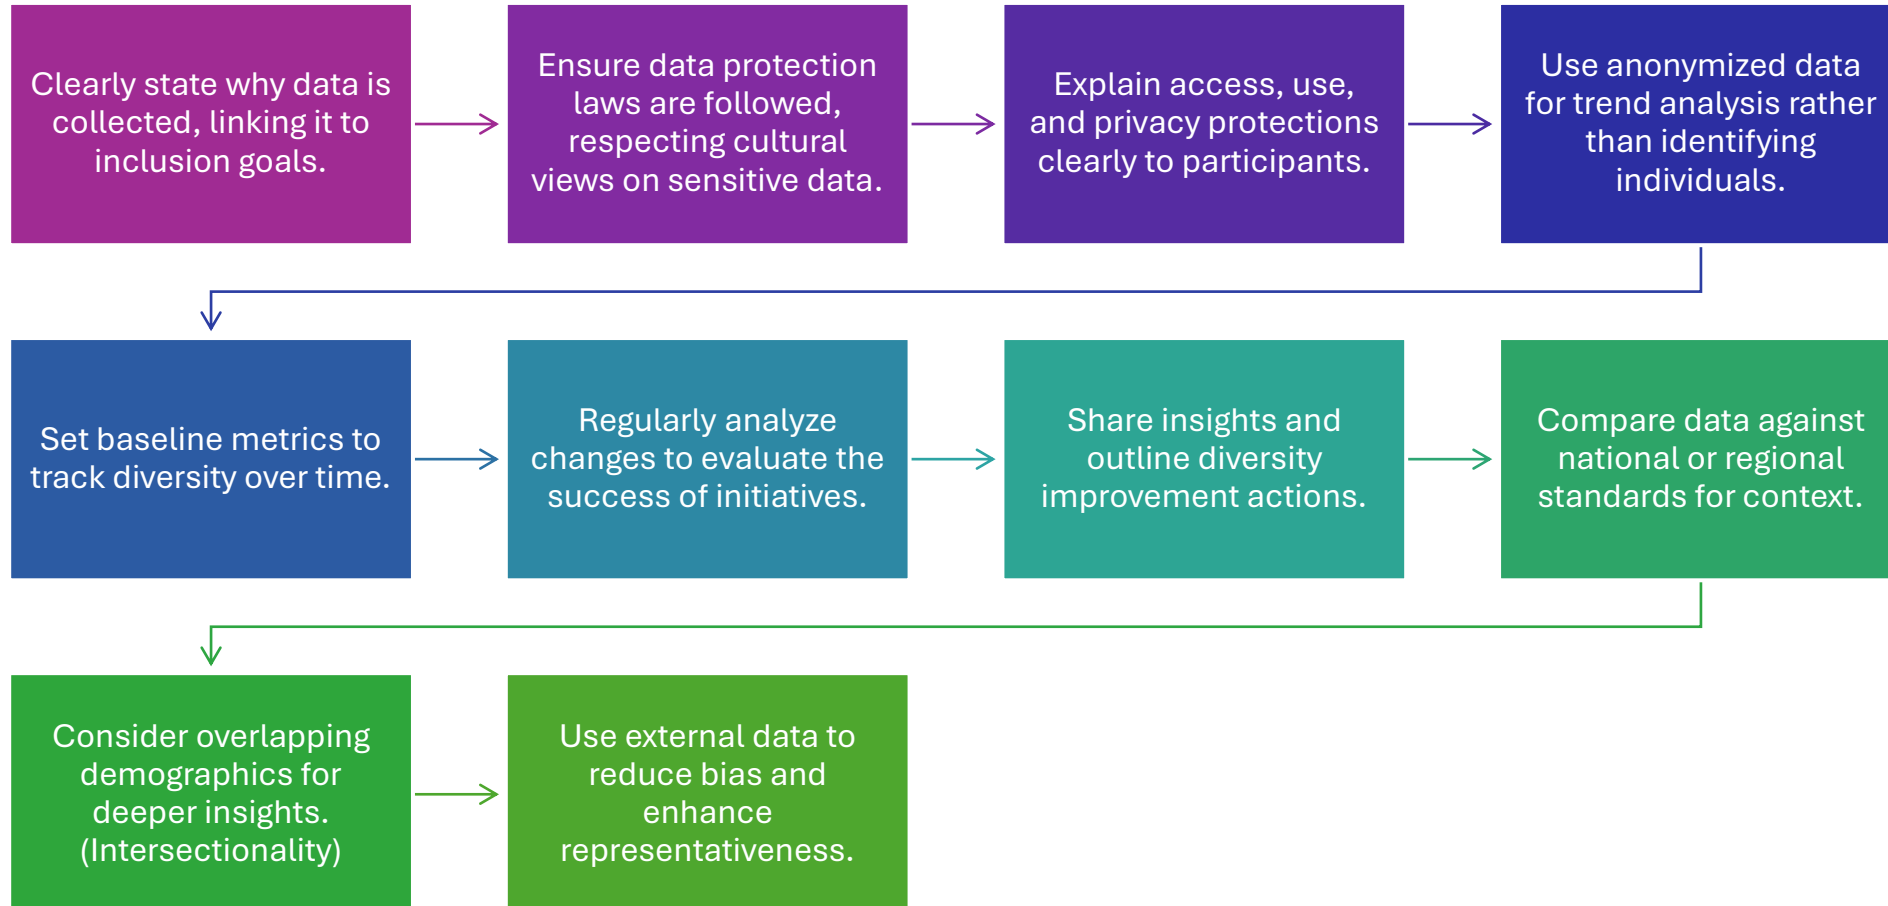 Clearly state why data is
collected, linking it to
inclusion goals.
Ensure data protection
laws are followed,
respecting cultural
views on sensitive data.
Explain access, use,
and privacy protections
clearly to participants.
Use anonymized data
for trend analysis rather
than identifying
individuals.
Set baseline metrics to
track diversity over time.
Regularly analyze
changes to evaluate the
success of initiatives.
Share insights and
outline diversity
improvement actions.
Compare data against
national or regional
standards for context.
Consider overlapping
demographics for
deeper insights.
(Intersectionality)
Use external data to
reduce bias and
enhance
representativeness.